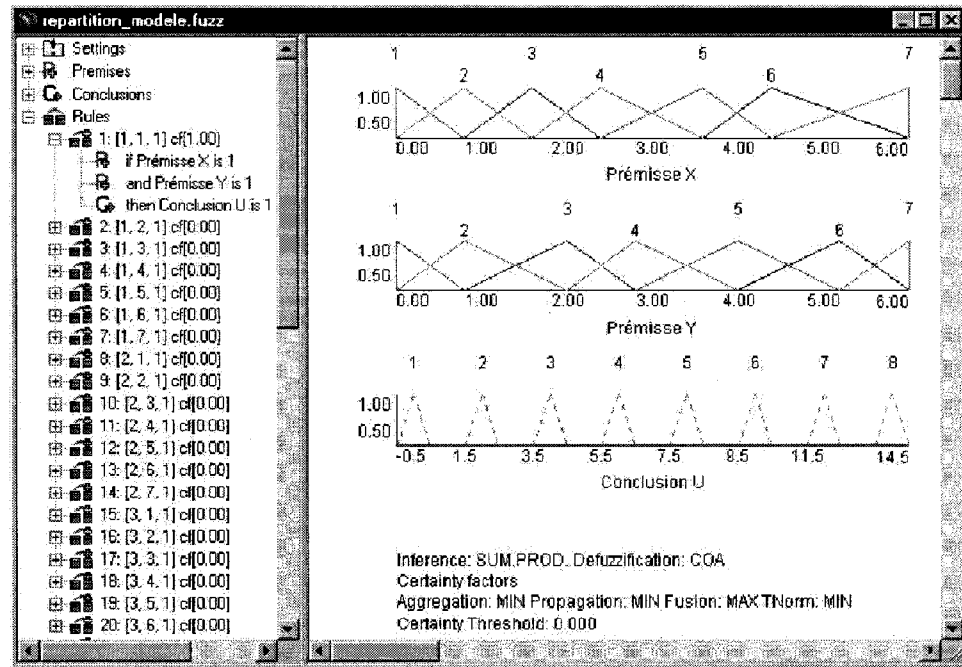 repartition_modele.fuzz
Settings
Premises
Conclusions
Rules
1: [1, 1, 1] cf[1.00)
if Prémisse X is 1
and Prémisse Y is 1
then Conclusion U is 1
2: [1, 2, 1] cf[0.00]
3: [1, 3, 1] cf[0.00]
4: [1, 4, 1] cf[0.00]
5: [1, 5, 1] cf[0.00]
6: [1, 6, 1] cf[0.00]
7: [1, 7, 1] cf[0.00]
8: [2, 1, 1] cf[0.00]
9: [2, 2, 1] cf[0.00]
10: [2, 3, 1] cf[0.00]
11: [2, 4, 1] cf[0.00]
12: [2, 5, 1] cf[0.00]
13: [2, 6, 1] cf[0.00]
14: [2, 7, 1] cf[0.00]
15: [3, 1, 1] cf[0.00]
16: [3, 2, 1] cf[0.00]
17: [3, 3, 1] cf[0.00]
18: [3, 4, 1] cf[0.00]
19: [3, 5, 1] cf[0.00]
20: [3, 6, 1] cf[0.00]
1 3 5 7
2 4 6
1.00
0.50
0.00 1.00 2.00 3.00 4.00 5.00 6.00
Prémisse X
1 3 5 7
2 4 6
1.00
0.50
0.00 1.00 2.00 3.00 4.00 5.00 6.00
Prémisse Y
1 2 3 4 5 6 7 8
1.00
0.50
-0.5 1.5 3.5 5.5 7.5 9.5 11.5 14.5
Conclusion U
Inference: SUM.PROD. Defuzzification: COA
Certainty factors
Aggregation: MIN Propagation: MIN Fusion: MAX TNorm: MIN
Certainty Threshold: 0.000